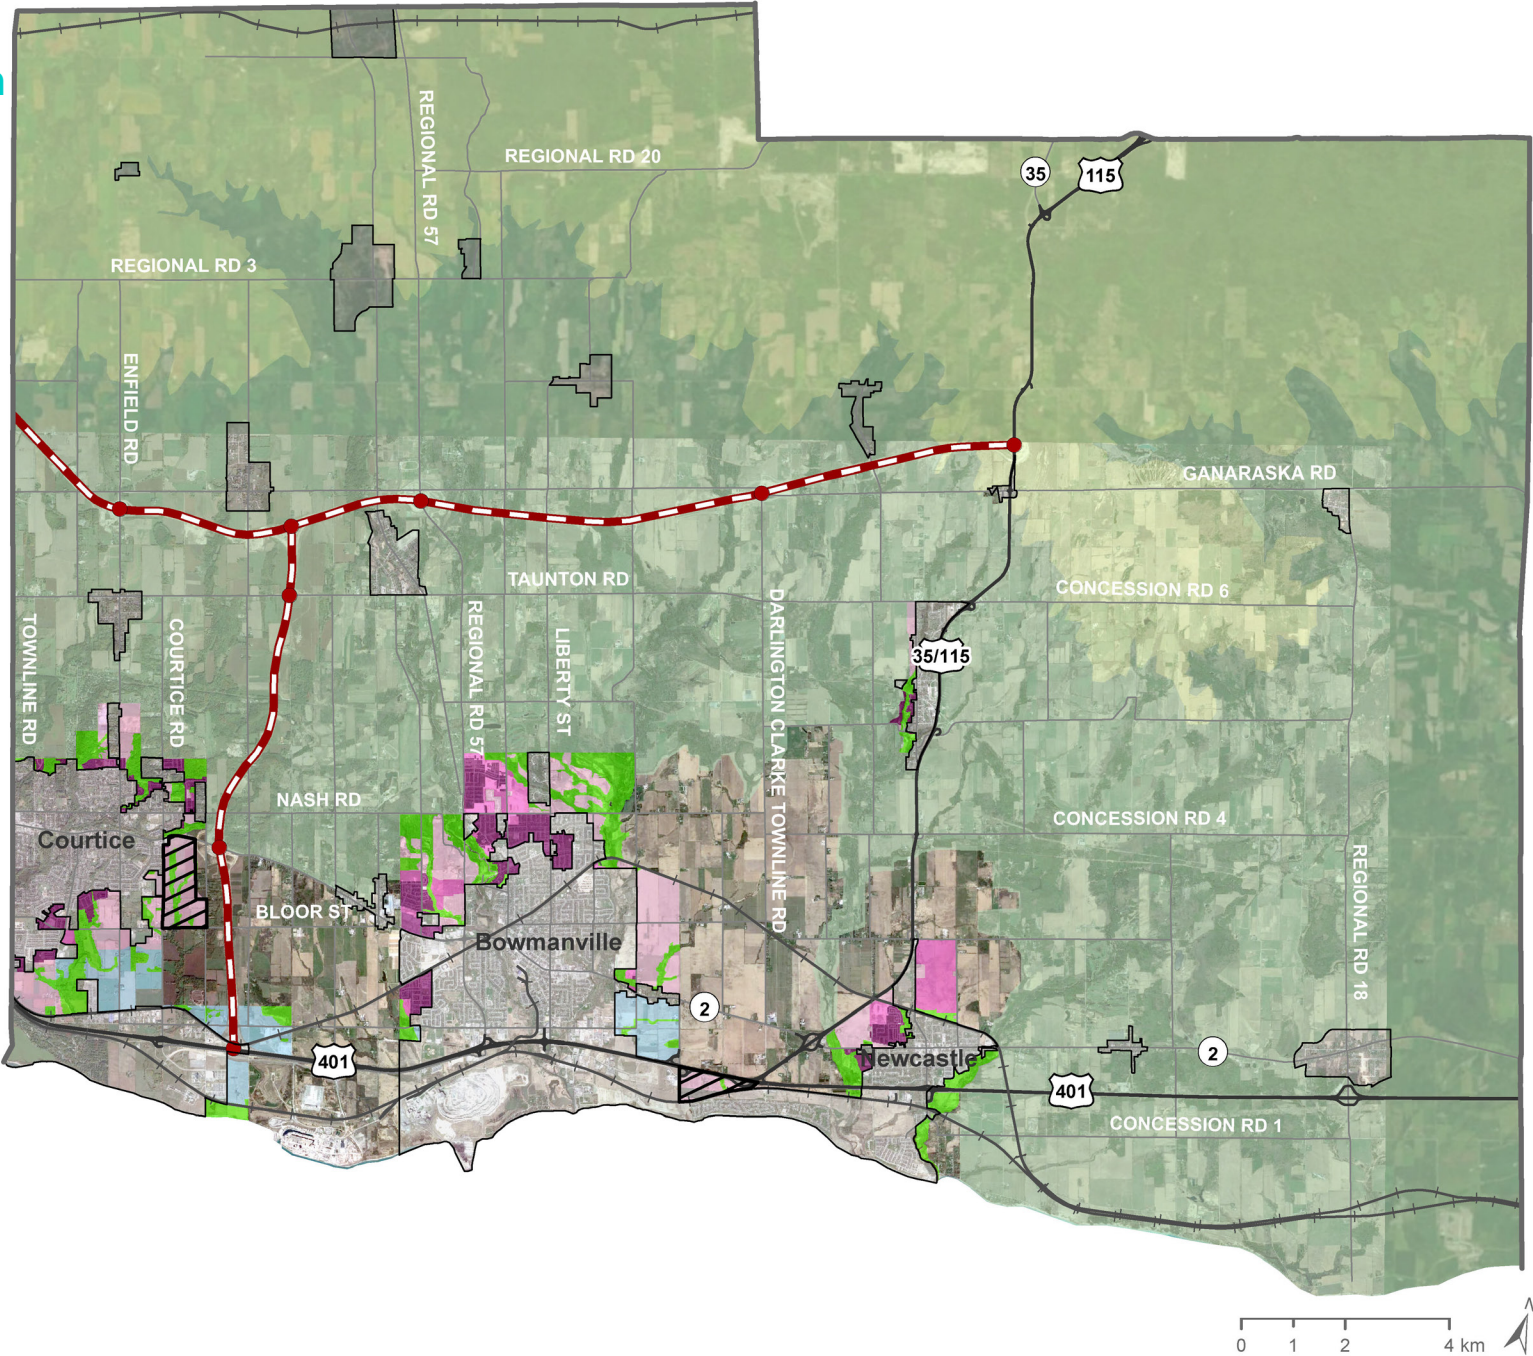 REGIONAL RD 57
REGIONAL RD 20
35
115
REGIONAL RD 3
ENFIELD RD
GANARASKA RD
TAUNTON RD
CONCESSION RD 6
TOWNLINE RD
COURTICE RD
REGIONAL RD 57
LIBERTY ST
DARLINGTON CLARKE TOWNLINE RD
35/115
NASH RD
CONCESSION RD 4
Courtice
REGIONAL RD 18
BLOOR ST
Bowmanville
2
401
Newcastle
2
401
CONCESSION RD 1
0 1 2 4 km